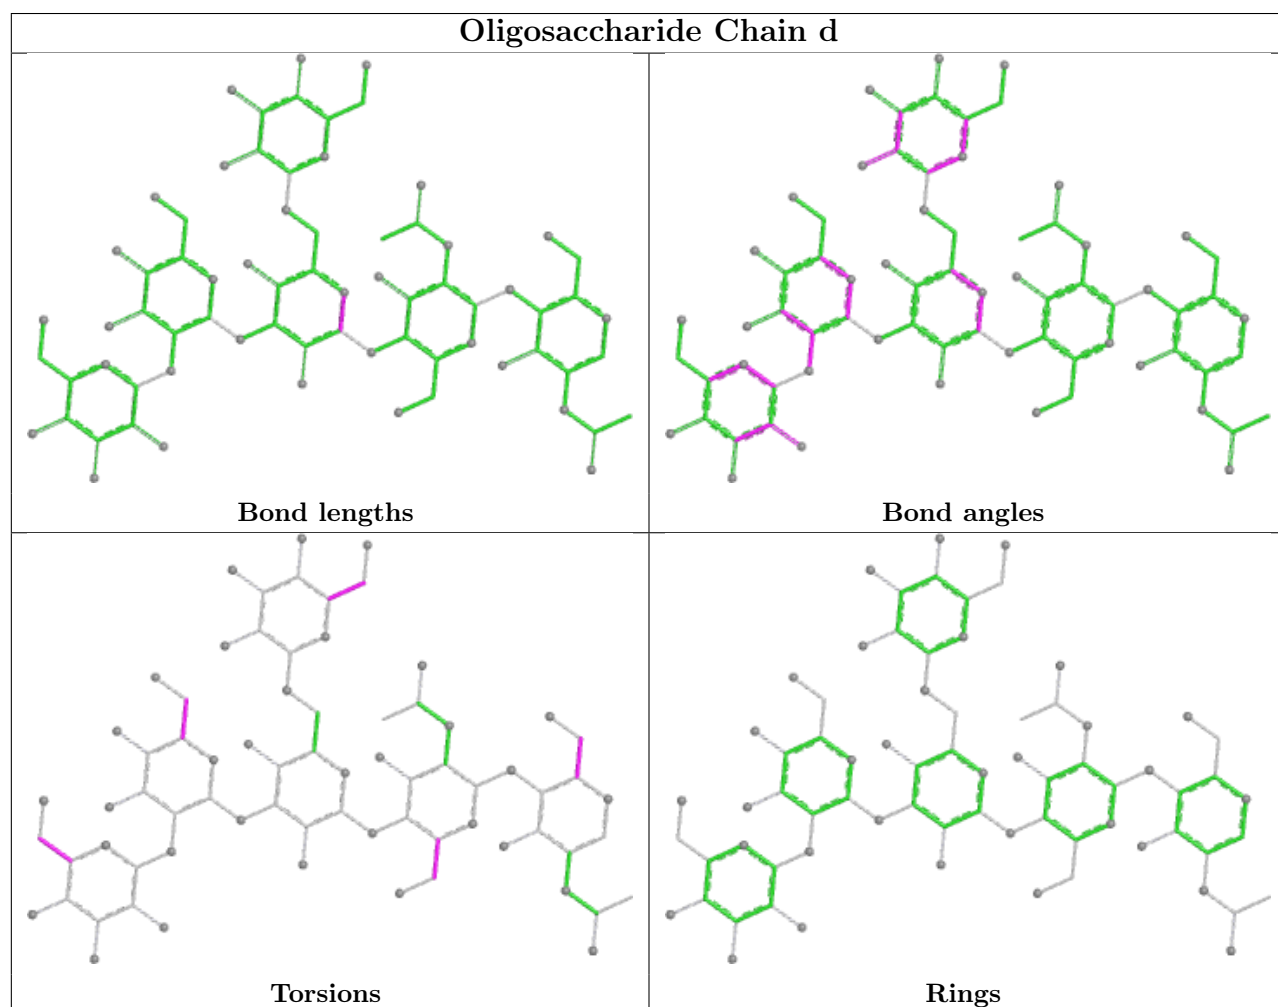 Oligosaccharide Chain d
Bond lengths
Bond angles
Torsions
Rings